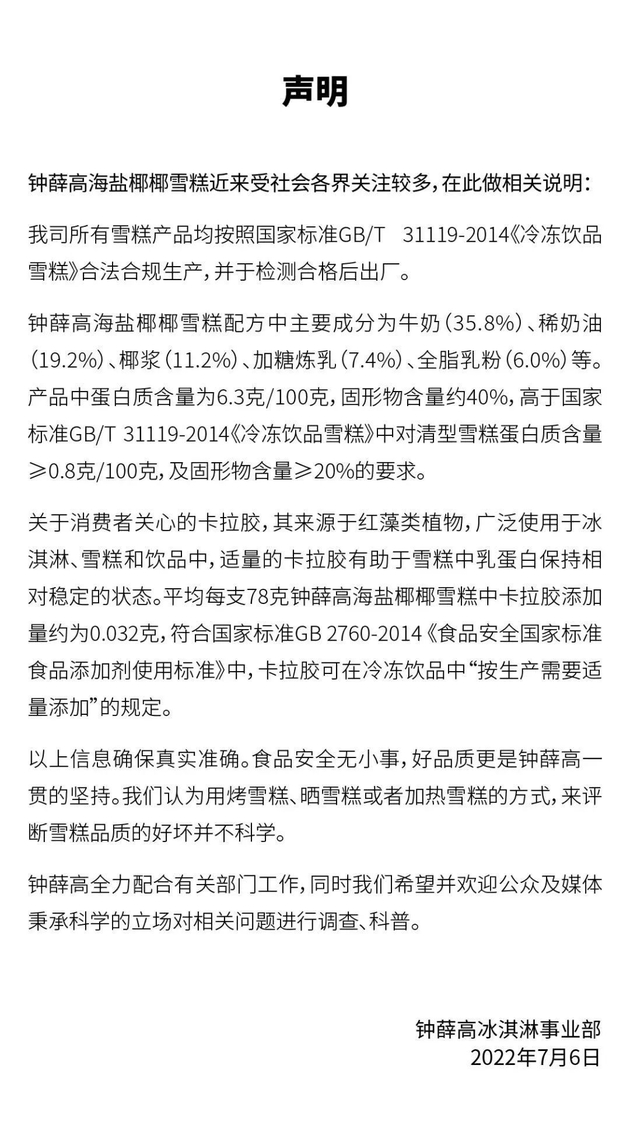 声明
钟薛高海盐椰椰雪糕近来受社会各界关注较多，在此做相关说明：
我司所有雪糕产品均按照国家标准GB/T 31119-2014《冷冻饮品
雪糕》合法合规生产，并于检测合格后出厂。
钟薛高海盐椰椰雪糕配方中主要成分为牛奶（35.8%）、稀奶油
（19.2%）、椰浆（11.2%）、加糖炼乳（7.4%）、全脂乳粉（6.0%）等。
产品中蛋白质含量为6.3克/100克，固形物含量约40%，高于国家
标准GB/T 31119-2014《冷冻饮品雪糕》中对清型雪糕蛋白质含量
≥0.8克/100克，及固形物含量≥20%的要求。
关于消费者关心的卡拉胶，其来源于红藻类植物，广泛使用于冰
淇淋、雪糕和饮品中，适量的卡拉胶有助于雪糕中乳蛋白保持相
对稳定的状态。平均每支78克钟薛高海盐椰椰雪糕中卡拉胶添加
量约为0.032克，符合国家标准GB 2760-2014《食品安全国家标准
食品添加剂使用标准》中，卡拉胶可在冷冻饮品中“按生产需要适
量添加”的规定。
以上信息确保真实准确。食品安全无小事，好品质更是钟薛高一
贯的坚持。我们认为用烤雪糕、晒雪糕或者加热雪糕的方式，来评
断雪糕品质的好坏并不科学。
钟薛高全力配合有关部门工作，同时我们希望并欢迎公众及媒体
秉承科学的立场对相关问题进行调查、科普。
钟薛高冰淇淋事业部
2022年7月6日